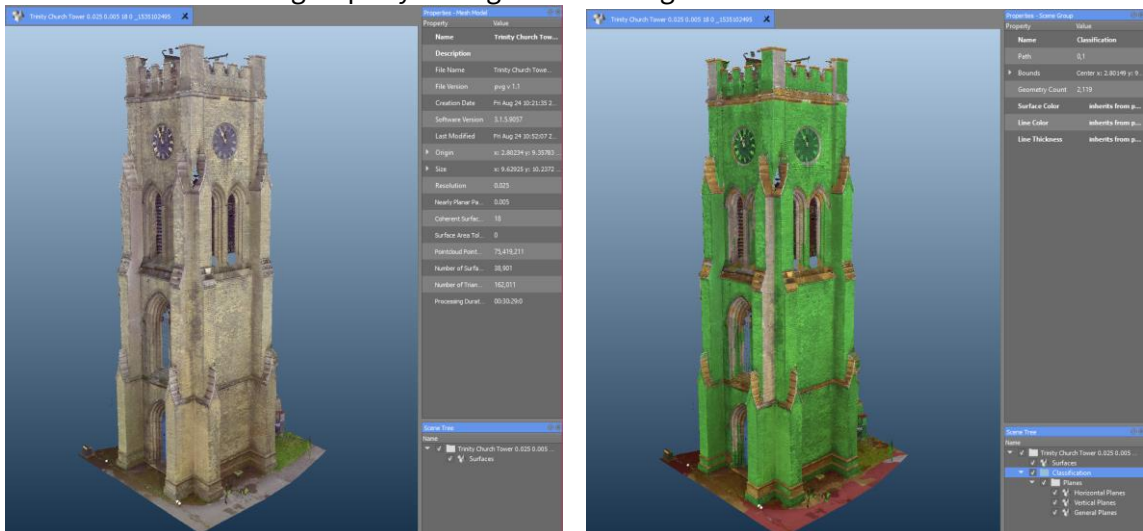 Trinity Church Tower 0.025 0.005 18 0 _1535102495 X
Properties - Mesh Model
Property Value
Name Trinity Church Tow...
Description
File Name Trinity Church Towe...
File Version pvg v 1.1
Creation Date Fri Aug 24 10:21:35 2...
Software Version 3.1.5.8057
Last Modified Fri Aug 24 10:52:07 2...
Origin x: 2.80234 y: 9.35783 ...
Size x: 9.62925 y: 10.2372 ...
Resolution 0.025
Nearly Planar Pa... 0.005
Coherent Surfac... 18
Surface Area Tol... 0
Pointcloud Point... 75,419,211
Number of Surfa... 38,901
Number of Trian... 162,011
Processing Durat... 00:30:29:0
Scene Tree
Name
Trinity Church Tower 0.025 0.005 ...
Surfaces
Trinity Church Tower 0.025 0.005 18 0 _1535102495 X
Properties - Scene Group
Property Value
Name Classification
Path 0,1
Bounds Center x: 2.80149 y: 9...
Geometry Count 2,119
Surface Color inherits from p...
Line Color inherits from p...
Line Thickness inherits from p...
Scene Tree
Name
Trinity Church Tower 0.025 0.005 ...
Surfaces
Classification
Planes
Horizontal Planes
Vertical Planes
General Planes